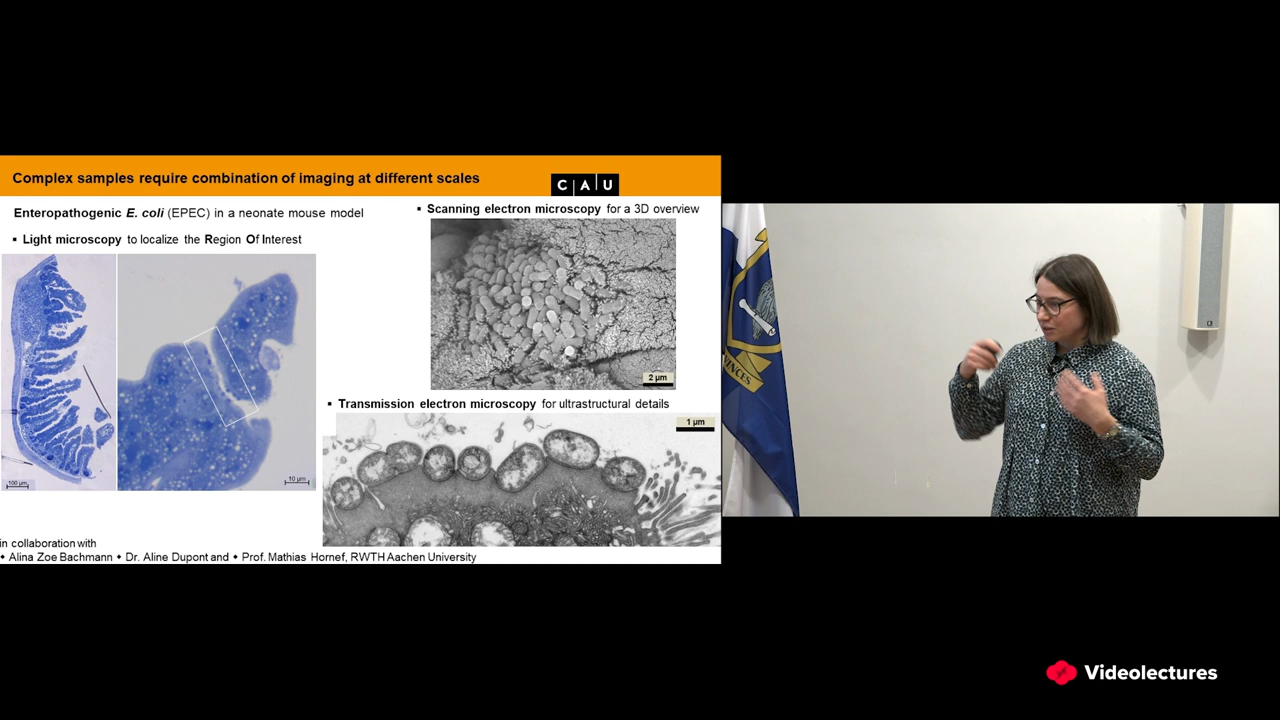 Complex samples require combination of imaging at different scales
C A U
Enteropathogenic E. coli (EPEC) in a neonate mouse model
▪ Light microscopy to localize the Region Of Interest
100 µm
10 µm
▪ Scanning electron microscopy for a 3D overview
2 µm
▪ Transmission electron microscopy for ultrastructural details
1 µm
in collaboration with
• Alina Zoe Bachmann • Dr. Aline Dupont and • Prof. Mathias Hornef, RWTH Aachen University
VINCES
Videolectures